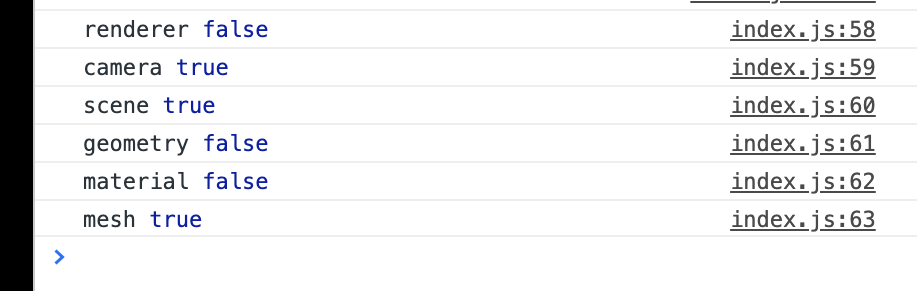 renderer false index.js:58
camera true index.js:59
scene true index.js:60
geometry false index.js:61
material false index.js:62
mesh true index.js:63
>